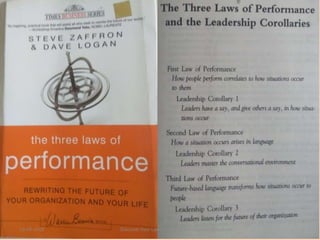 TIMES BUSINESS SERIES
STEVE ZAFFRON
& DAVE LOGAN
the three laws of
performance
REWRITING THE FUTURE OF
YOUR ORGANIZATION AND YOUR LIFE
The Three Laws of Performance
and the Leadership Corollaries
First Law of Performance
How people perform correlates to how situations occur
to them
Leadership Corollary 1
Leaders have a say, and give others a say, in how situa-
tions occur
Second Law of Performance
How a situation occurs arises in language
Leadership Corollary 2
Leaders master the conversational environment
Third Law of Performance
Future-based language transforms how situations occur to
people
Leadership Corollary 3
Leaders listen for the future of their organization